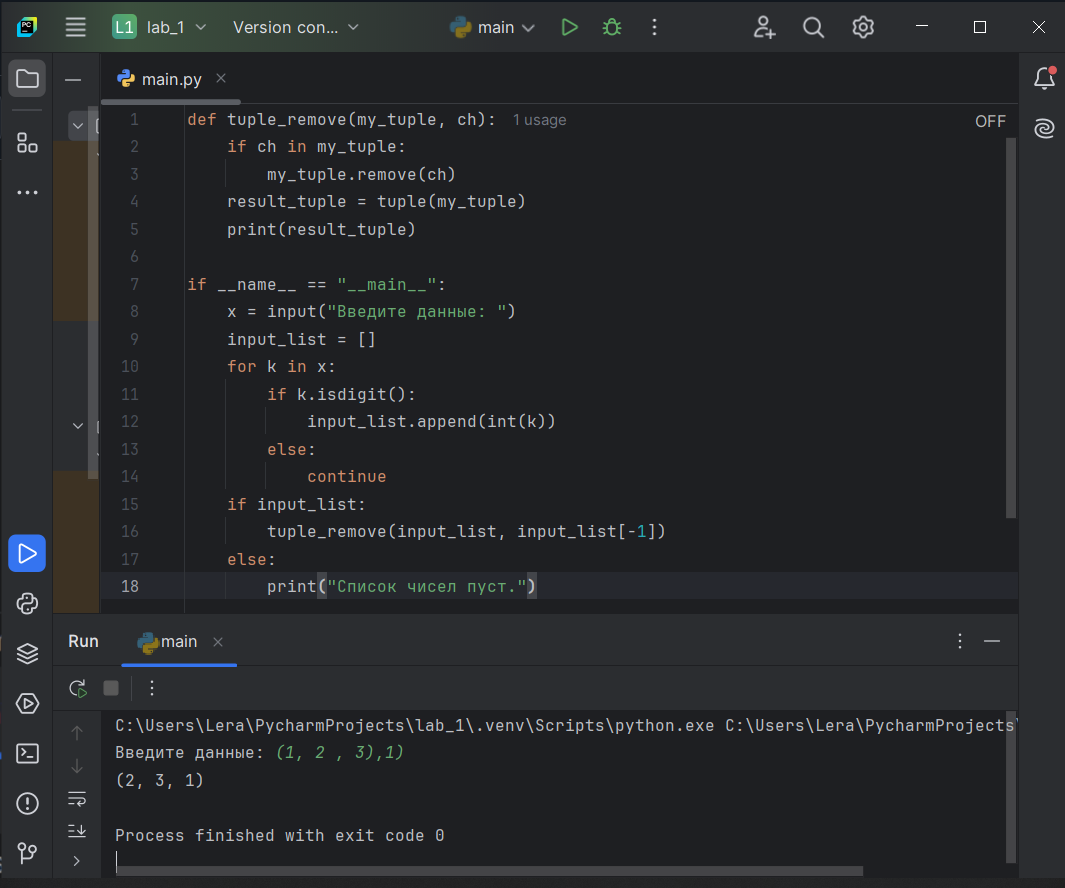 L1 lab_1 Version con... main
main.py
1 def tuple_remove(my_tuple, ch): 1 usage
OFF
2     if ch in my_tuple:
3         my_tuple.remove(ch)
4     result_tuple = tuple(my_tuple)
5     print(result_tuple)
6
7 if __name__ == "__main__":
8     x = input("Введите данные: ")
9     input_list = []
10     for k in x:
11         if k.isdigit():
12             input_list.append(int(k))
13         else:
14             continue
15     if input_list:
16         tuple_remove(input_list, input_list[-1])
17     else:
18         print("Список чисел пуст.")
Run main
C:\Users\Lera\PycharmProjects\lab_1\.venv\Scripts\python.exe C:\Users\Lera\PycharmProjects\
Введите данные: (1, 2 , 3),1)
(2, 3, 1)
Process finished with exit code 0